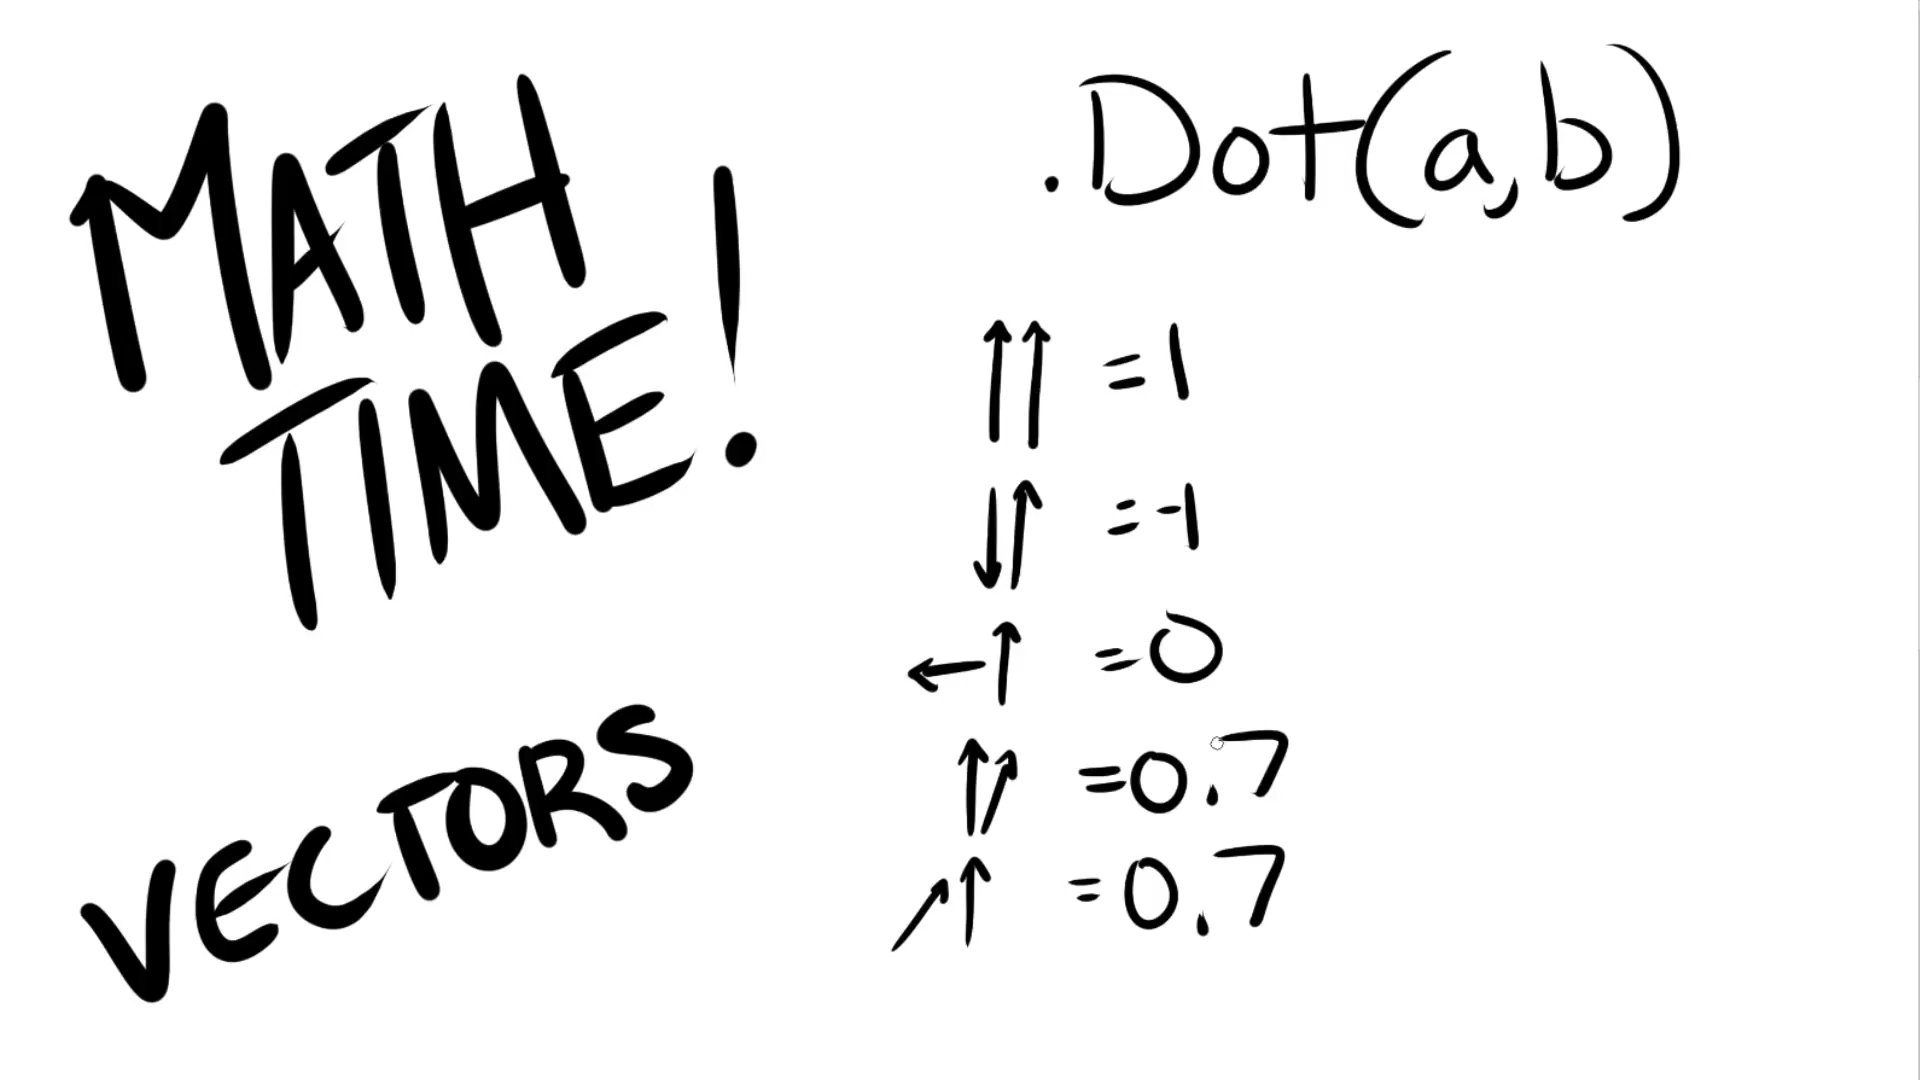 MATH
TIME!
VECTORS
.Dot(a,b)
↑↑ =1
↓↑ =-1
←↑ =0
↑↗ =0.7
↗↑ =0.7